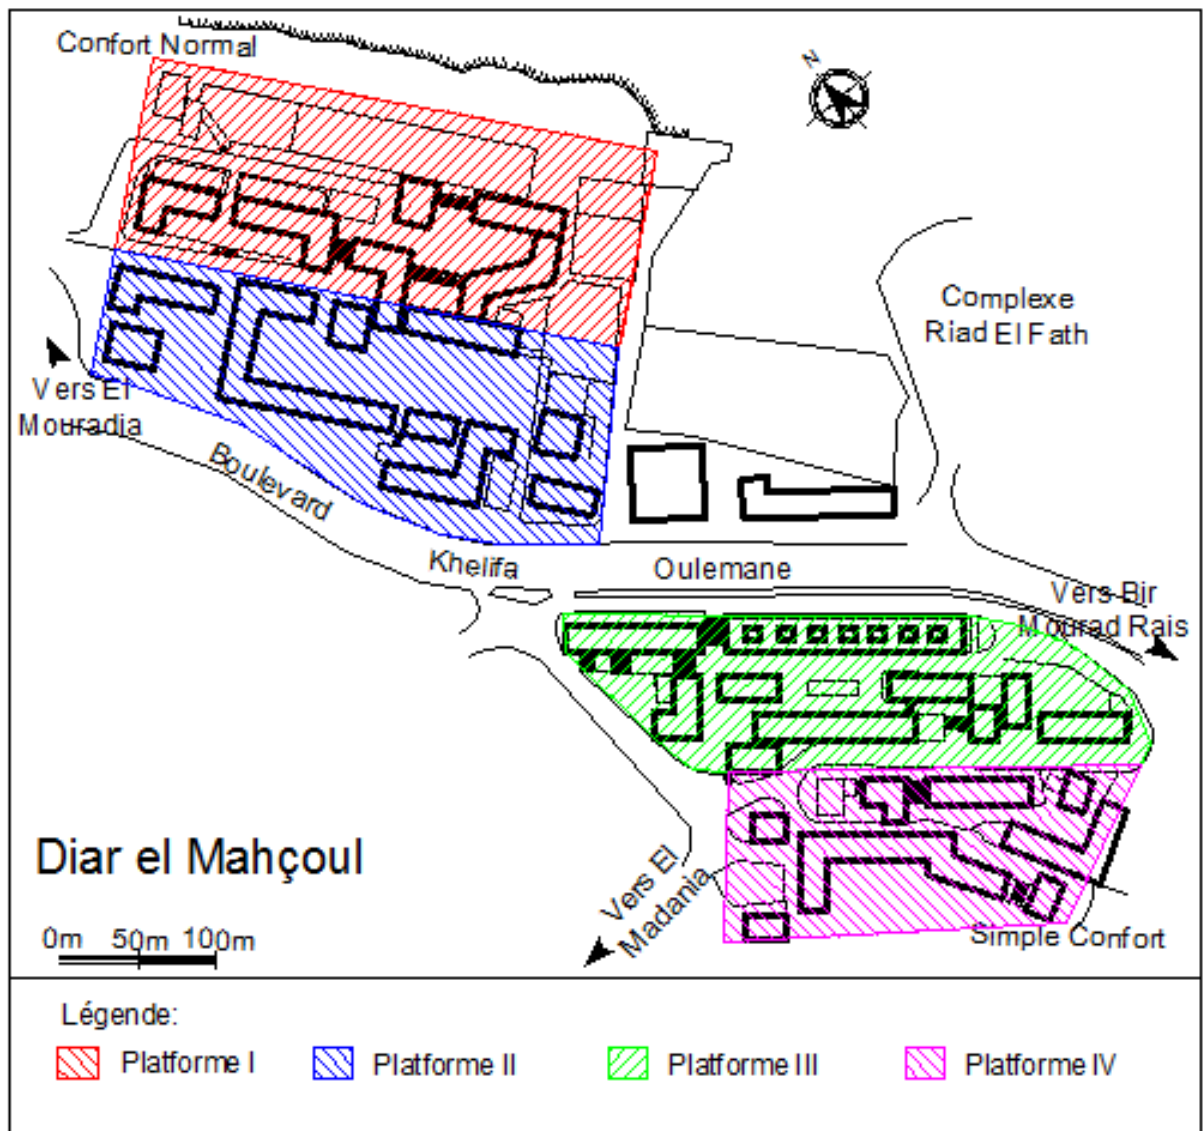 Confort Normal
N
Complexe
Riad El Fath
Vers El
Mouradia
Boulevard
Khelifa
Oulemane
Vers Bir
Mourad Rais
Diar el Mahçoul
Vers El
Madania
0m 50m 100m
Simple Confort
Légende:
Platforme I
Platforme II
Platforme III
Platforme IV